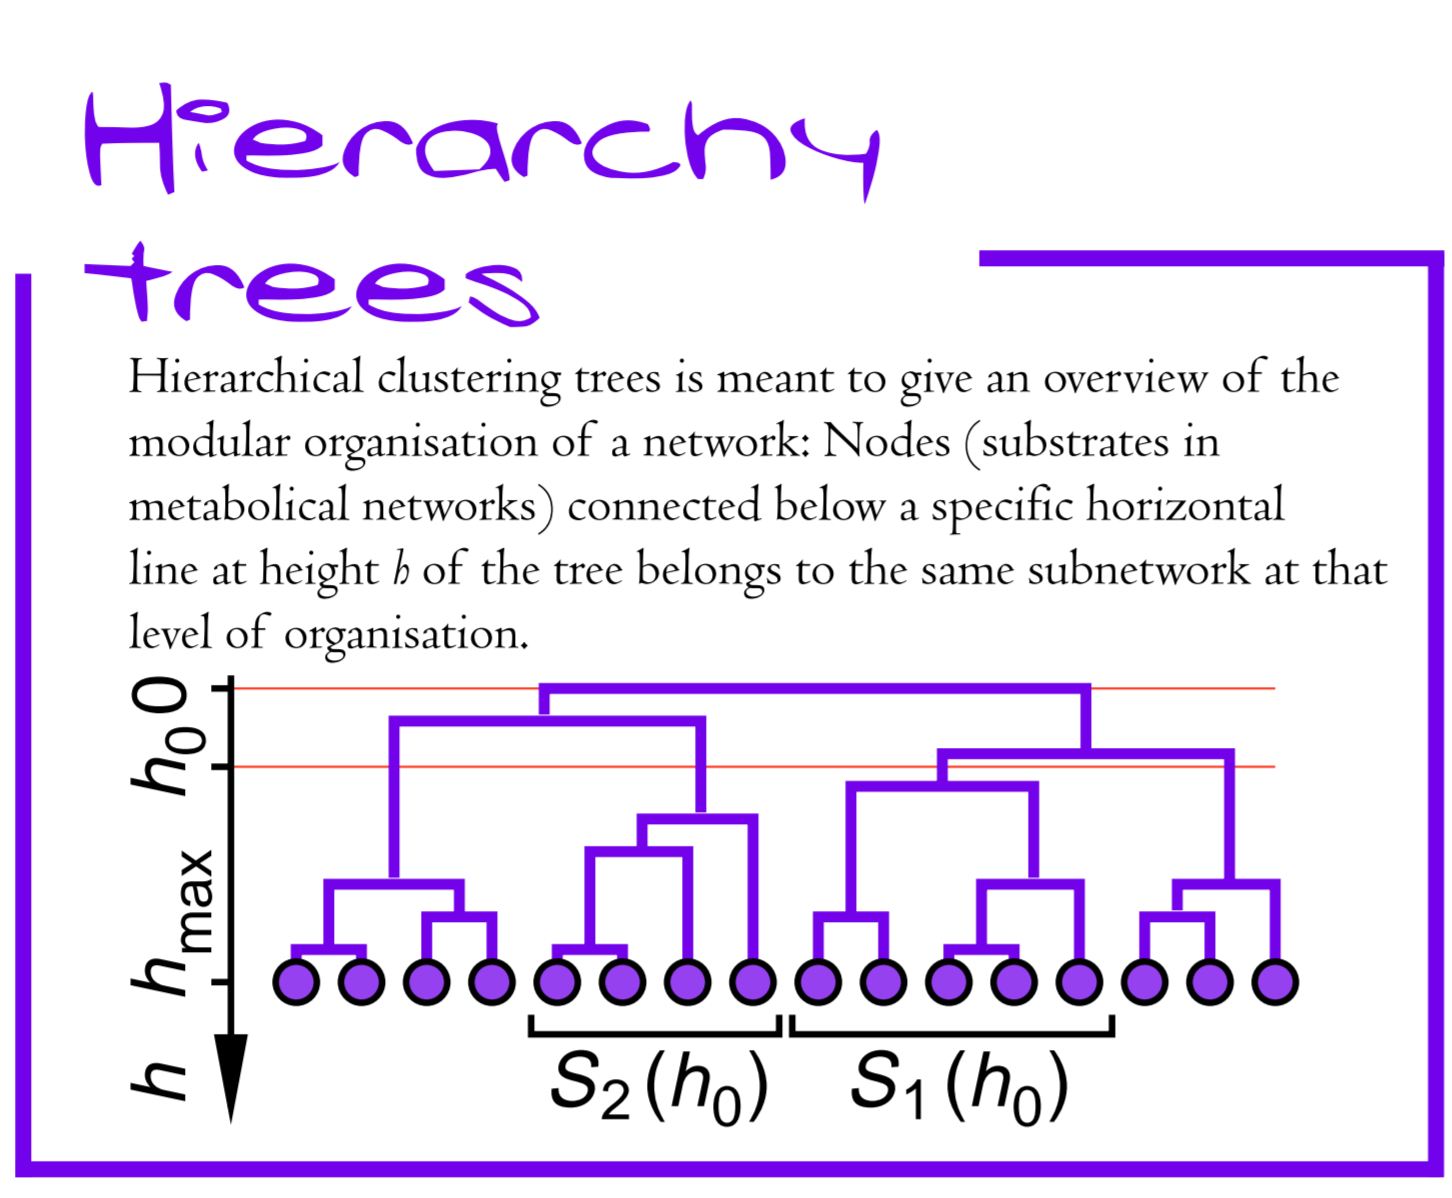 Hierarchy
trees
Hierarchical clustering trees is meant to give an overview of the
modular organisation of a network: Nodes (substrates in
metabolical networks) connected below a specific horizontal
line at height h of the tree belongs to the same subnetwork at that
level of organisation.
0
h0
hmax
h
S2(h0) S1(h0)